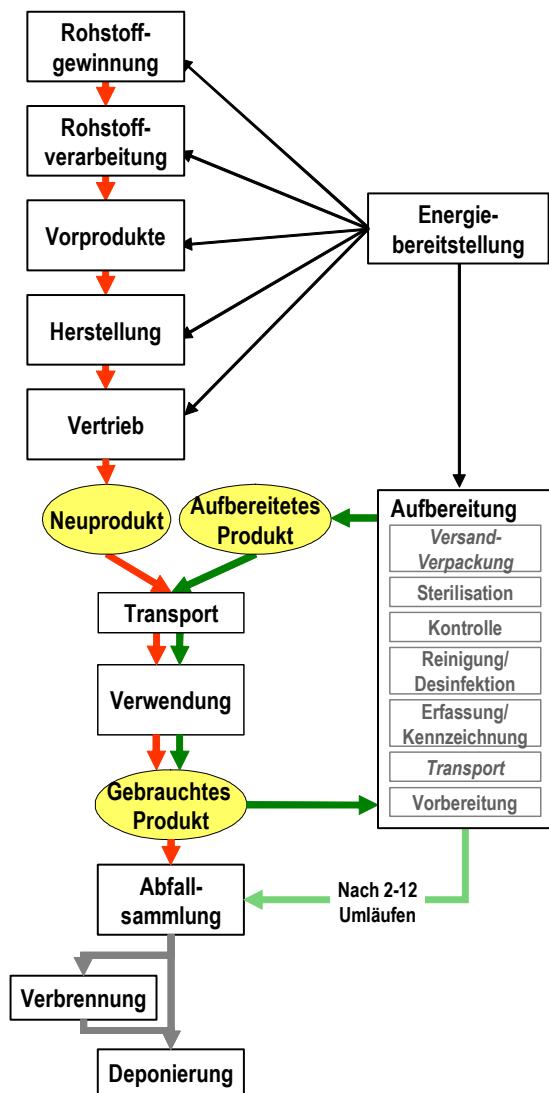 Rohstoff-
gewinnung
Rohstoff-
verarbeitung
Vorprodukte
Energie-
bereitstellung
Herstellung
Vertrieb
Neuprodukt
Aufbereitetes
Produkt
Aufbereitung
Versand-
Verpackung
Sterilisation
Kontrolle
Reinigung/
Desinfektion
Erfassung/
Kennzeichnung
Transport
Vorbereitung
Transport
Verwendung
Gebrauchtes
Produkt
Abfall-
sammlung
Nach 2-12
Umläufen
Verbrennung
Deponierung